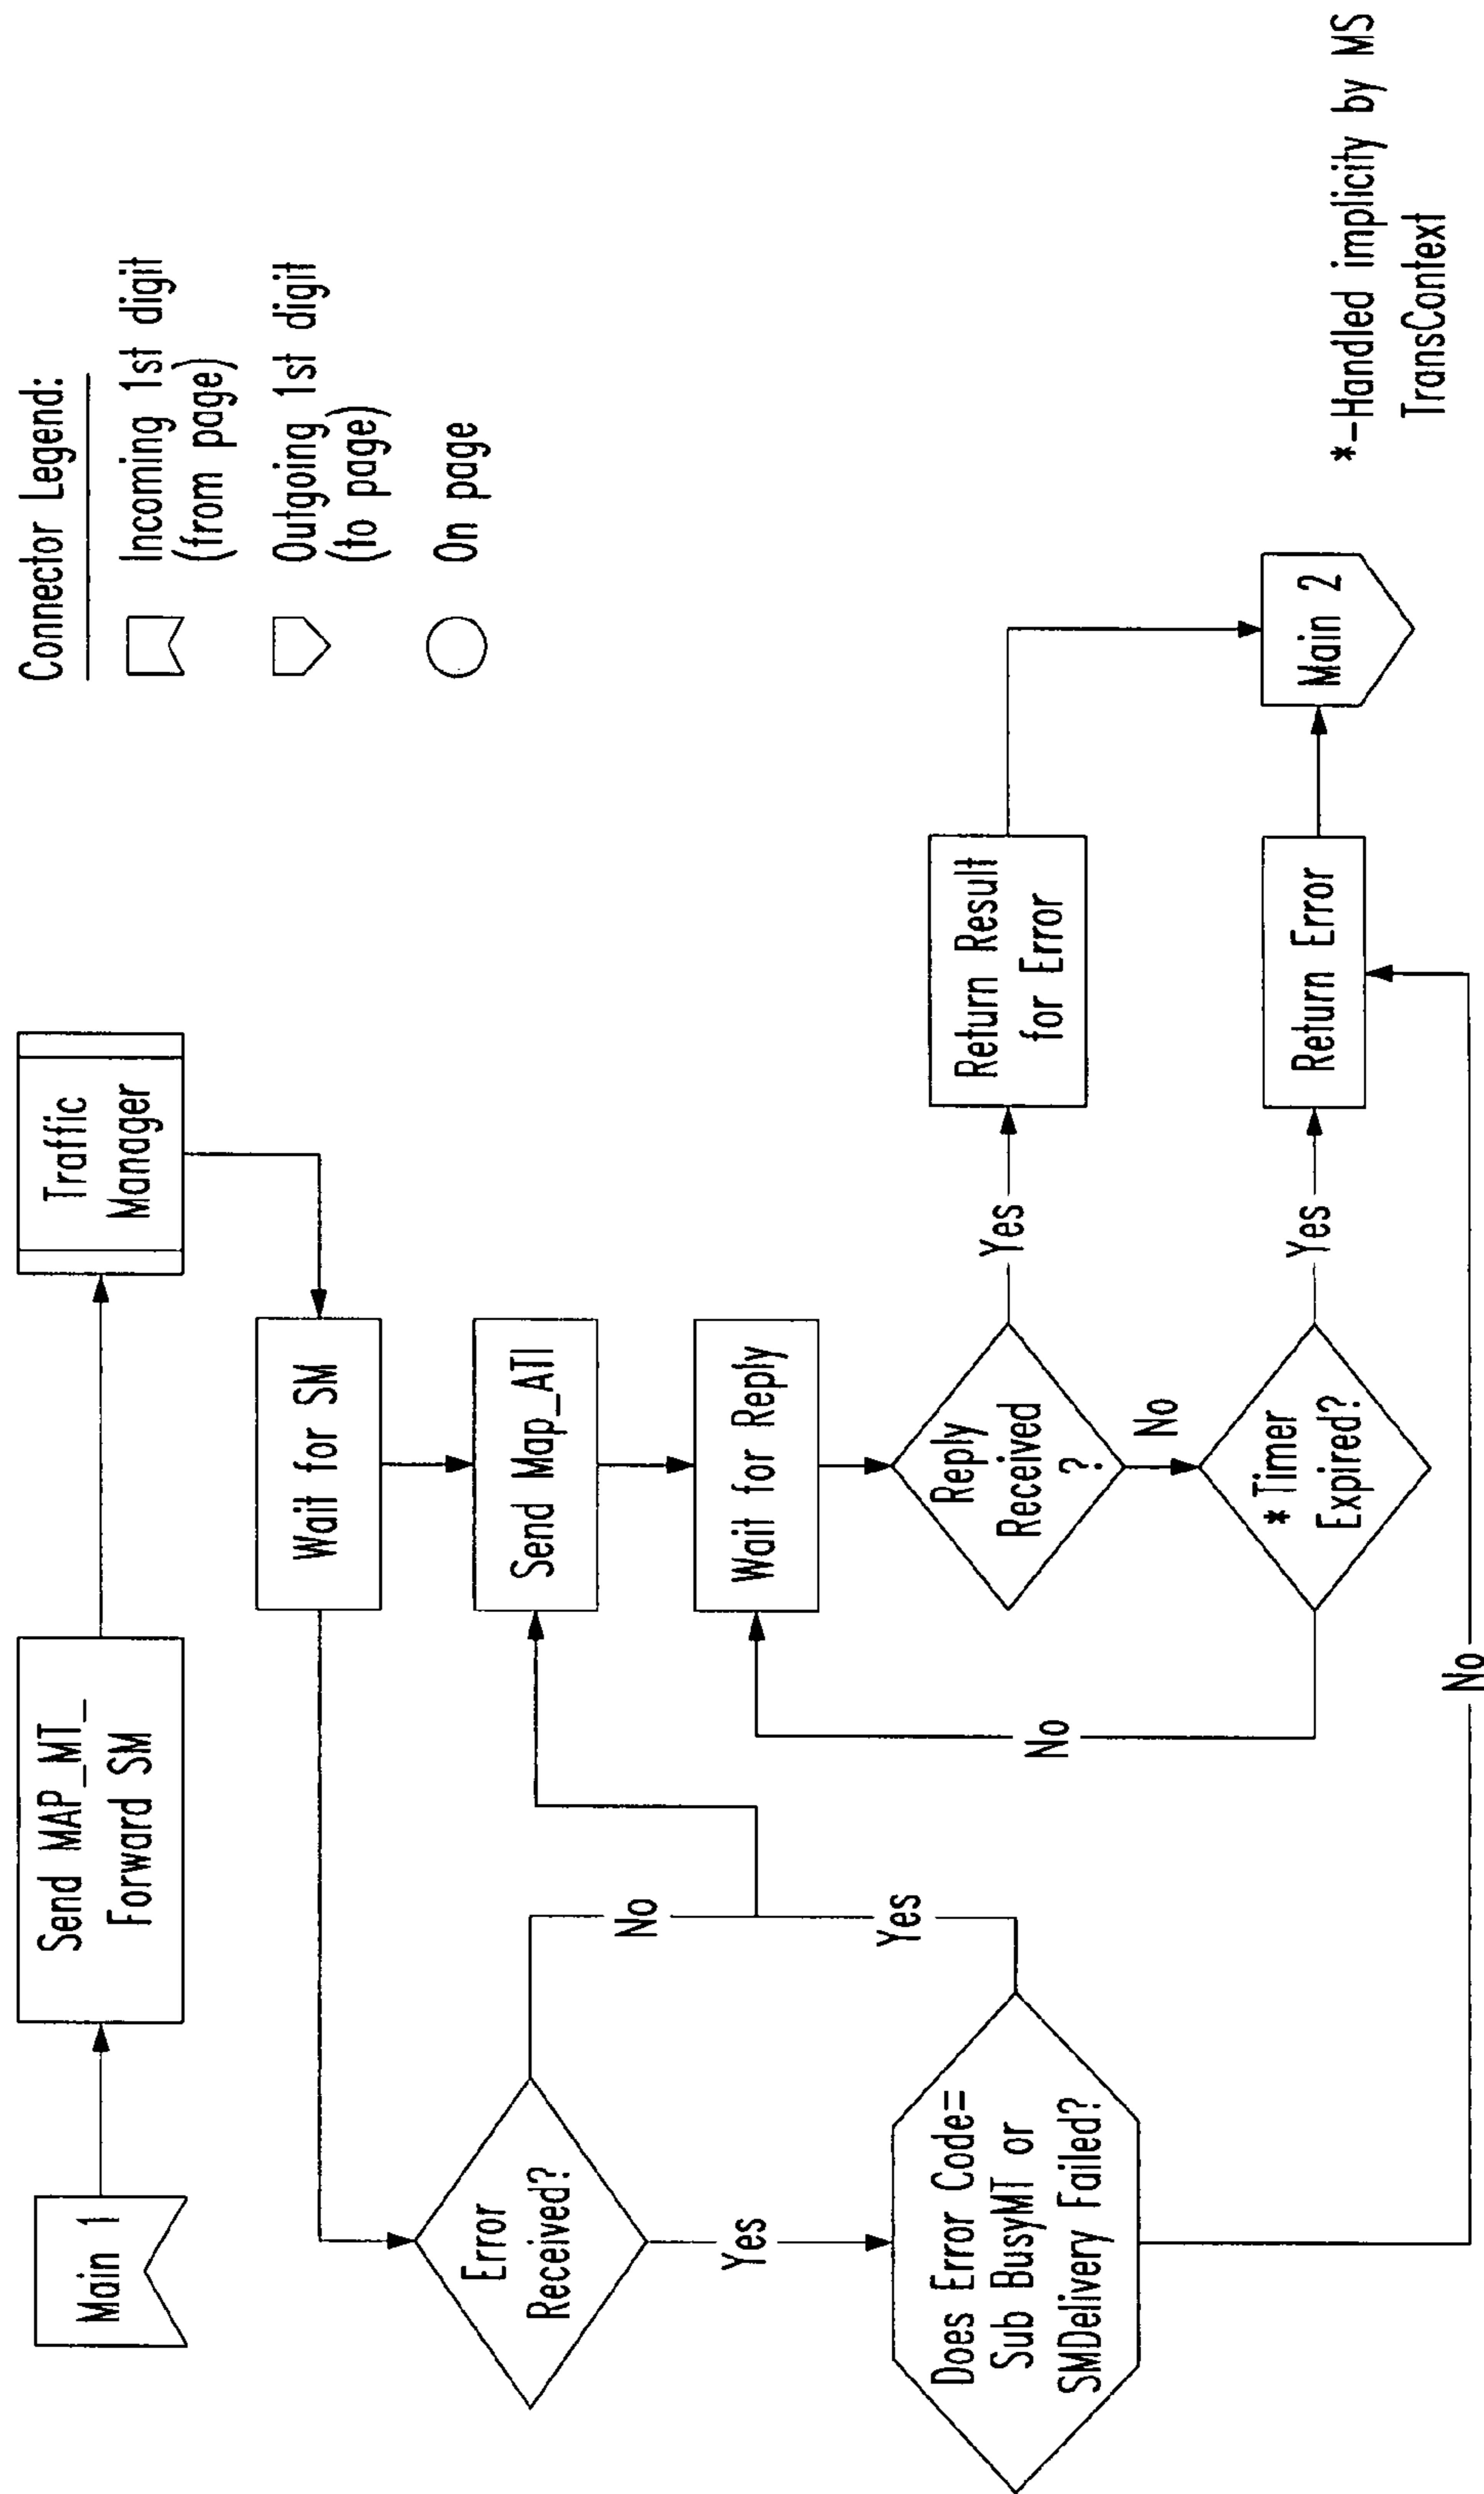 Connector Legend:
Incoming 1st digit
(from page)
Outgoing 1st digit
(to page)
On page
Main 1
Send MAP_MT_
Forward SM
Traffic
Manager
Wait for SM
Error
Received?
No
Yes
Does Error Code=
Sub BusyMT or
SMDelivery Failed?
Yes
No
Send Map_ATI
Wait for Reply
Reply
Received
?
Yes
No
* Timer
Expired?
No
Yes
Return Result
for Error
Return Error
Main 2
*-Handled implicity by MS
TransContext